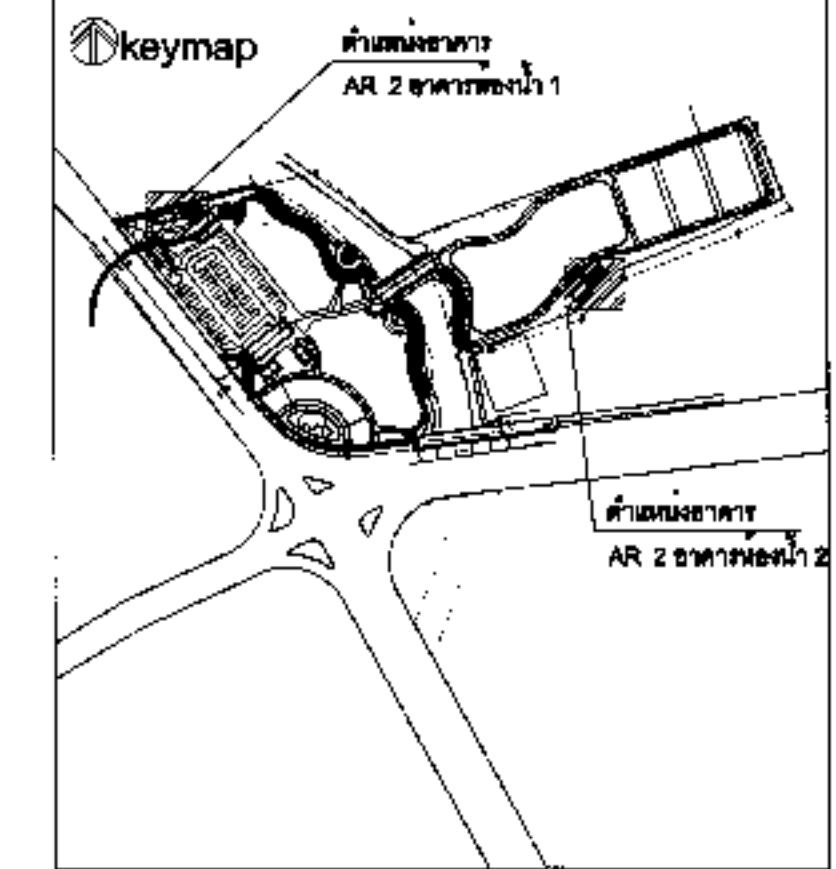 keymap
ตำแหน่งอาคาร
AR 2 อาคารห้องน้ำ 1
ตำแหน่งอาคาร
AR 2 อาคารห้องน้ำ 2